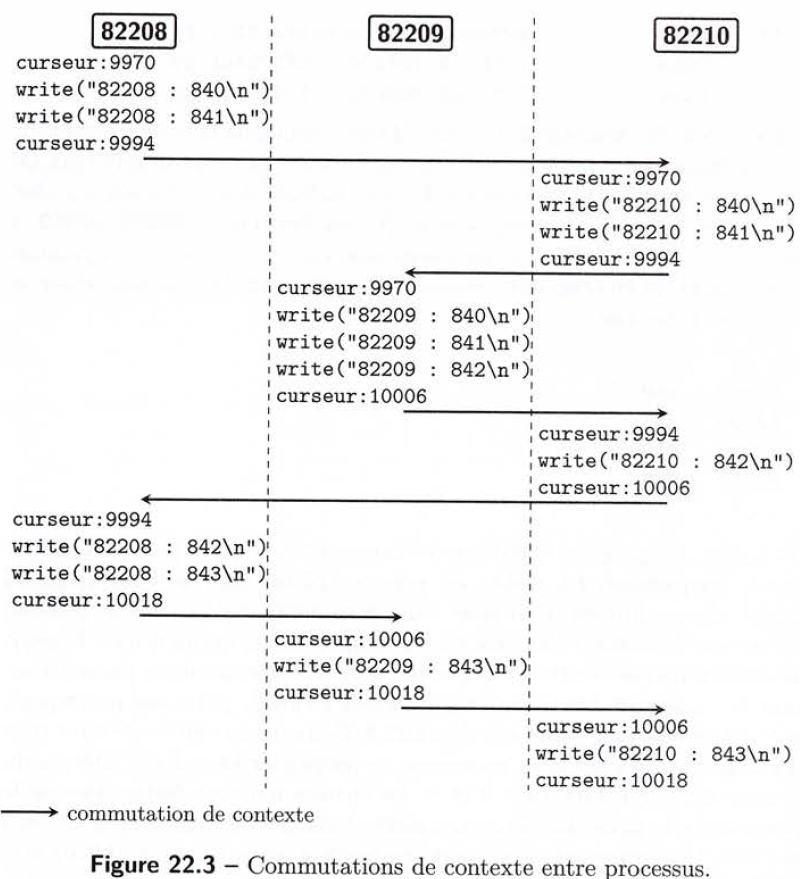 82208 82209 82210
curseur:9970
write("82208 : 840\n")
write("82208 : 841\n")
curseur:9994
curseur:9970
write("82210 : 840\n")
write("82210 : 841\n")
curseur:9994
curseur:9970
write("82209 : 840\n")
write("82209 : 841\n")
write("82209 : 842\n")
curseur:10006
curseur:9994
write("82210 : 842\n")
curseur:10006
curseur:9994
write("82208 : 842\n")
write("82208 : 843\n")
curseur:10018
curseur:10006
write("82209 : 843\n")
curseur:10018
curseur:10006
write("82210 : 843\n")
curseur:10018
commutation de contexte
Figure 22.3 – Commutations de contexte entre processus.